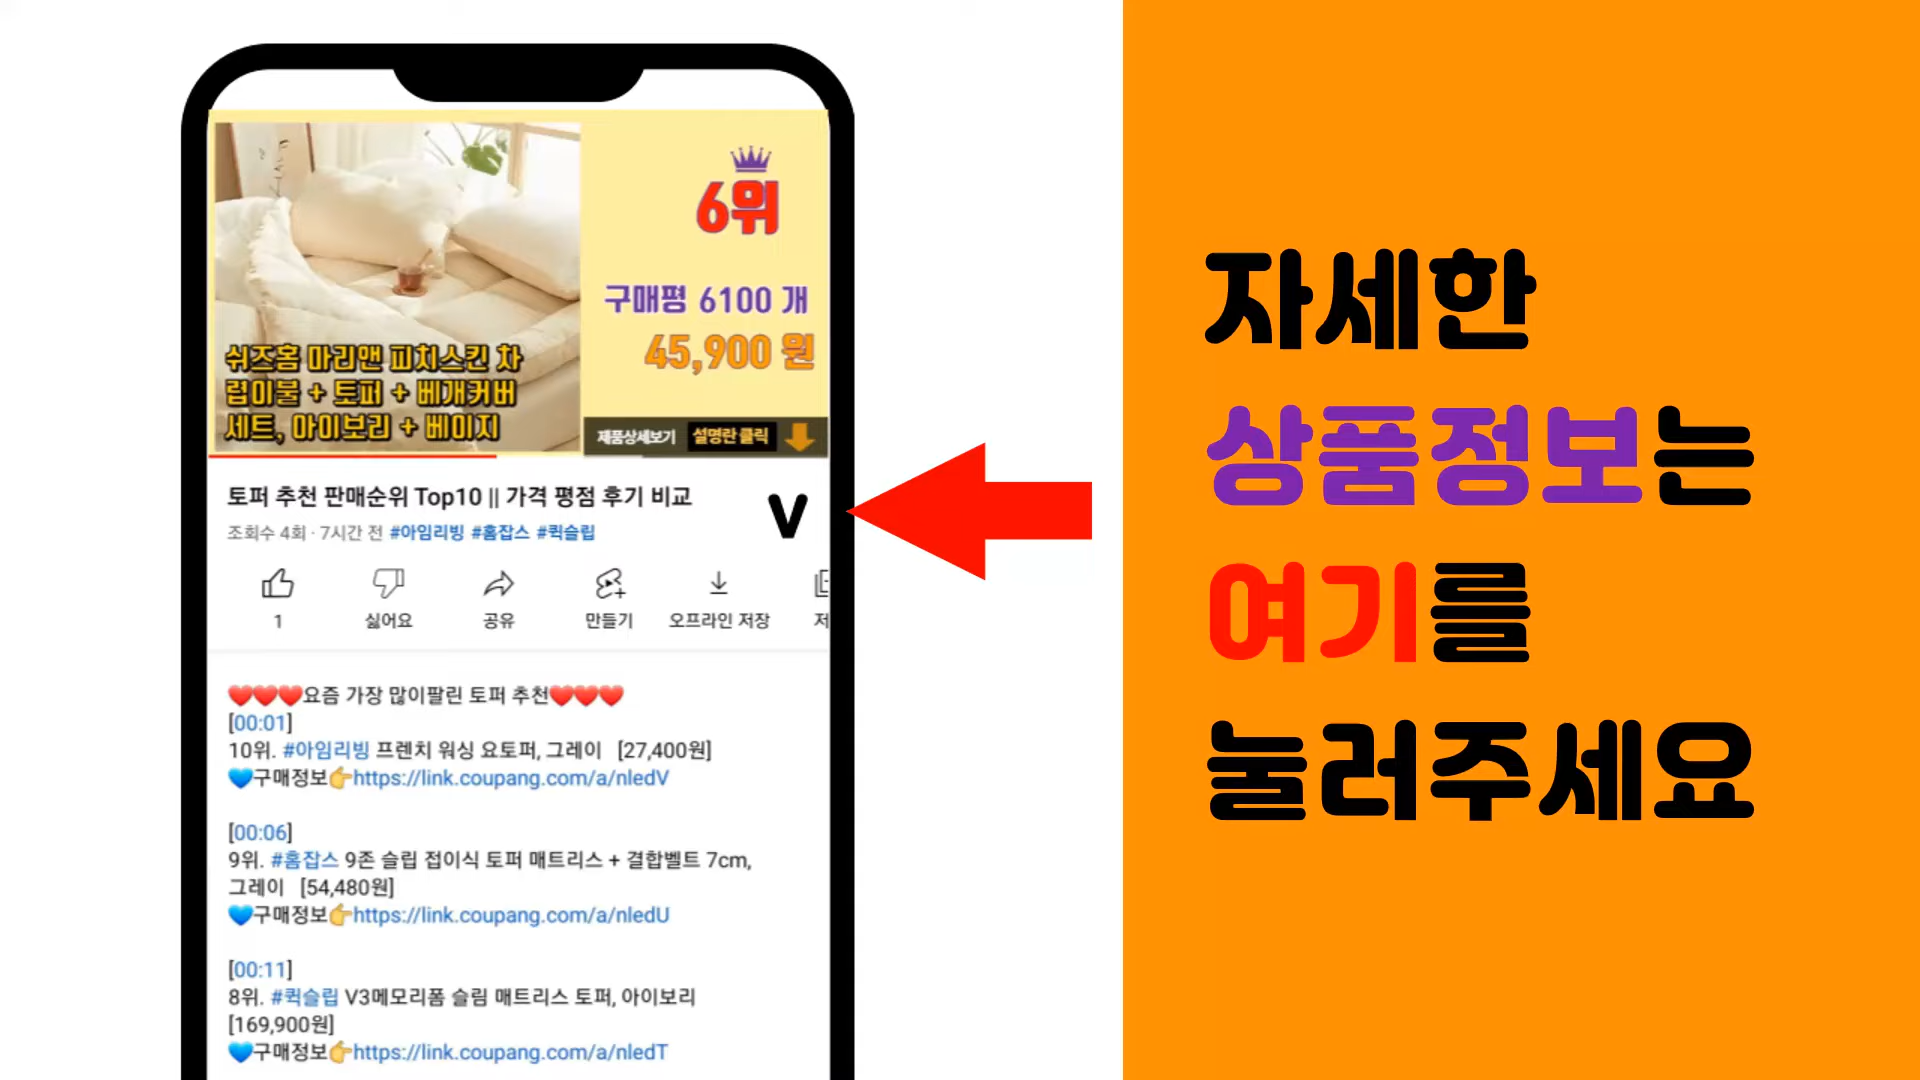 6위
구매평 6100 개
45,900 원
쉬즈홈 마리앤 피치스킨 차
렵이불 + 토퍼 + 베개커버
세트, 아이보리 + 베이지
제품상세보기 설명란 클릭
토퍼 추천 판매순위 Top10 || 가격 평점 후기 비교
V
조회수 4회 · 7시간 전 #아임리빙 #홈잡스 #퀵슬립
1 싫어요 공유 만들기 오프라인 저장 저
❤️❤️❤️요즘 가장 많이팔린 토퍼 추천❤️❤️❤️
[00:01]
10위. #아임리빙 프렌치 워싱 요토퍼, 그레이 [27,400원]
💙구매정보👉https://link.coupang.com/a/nledV
[00:06]
9위. #홈잡스 9존 슬립 접이식 토퍼 매트리스 + 결합벨트 7cm,
그레이 [54,480원]
💙구매정보👉https://link.coupang.com/a/nledU
[00:11]
8위. #퀵슬립 V3메모리폼 슬림 매트리스 토퍼, 아이보리
[169,900원]
💙구매정보👉https://link.coupang.com/a/nledT
자세한
상품정보는
여기를
눌러주세요